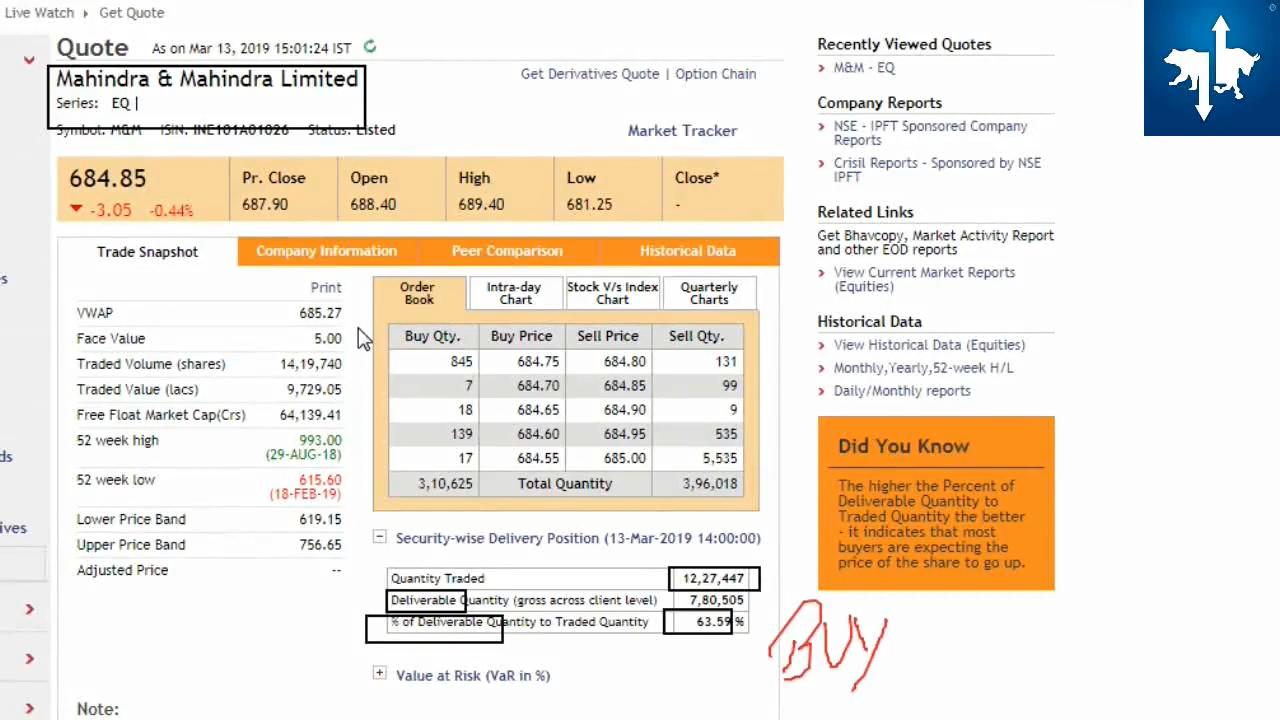 Live Watch Get Quote
Quote As on Mar 13, 2019 15:01:24 IST
Mahindra & Mahindra Limited
Series: EQ |
Symbol: M&M ISIN: INE101A01026 Status: Listed
Get Derivatives Quote | Option Chain
Market Tracker
684.85
-3.05 -0.44%
Pr. Close
687.90
Open
688.40
High
689.40
Low
681.25
Close*
-
Trade Snapshot Company Information Peer Comparison Historical Data
Print
VWAP 685.27
Face Value 5.00
Traded Volume (shares) 14,19,740
Traded Value (lacs) 9,729.05
Free Float Market Cap(Crs) 64,139.41
52 week high 993.00
(29-AUG-18)
52 week low 615.60
(18-FEB-19)
Lower Price Band 619.15
Upper Price Band 756.65
Adjusted Price --
Order
Book
Intra-day
Chart
Stock V/s Index
Chart
Quarterly
Charts
Buy Qty. Buy Price Sell Price Sell Qty.
845 684.75 684.80 131
7 684.70 684.85 99
18 684.65 684.90 9
139 684.60 684.95 535
17 684.55 685.00 5,535
3,10,625 Total Quantity 3,96,018
Security-wise Delivery Position (13-Mar-2019 14:00:00)
Quantity Traded 12,27,447
Deliverable Quantity (gross across client level) 7,80,505
% of Deliverable Quantity to Traded Quantity 63.59 %
Value at Risk (VaR in %)
Note:
Recently Viewed Quotes
M&M - EQ
Company Reports
NSE - IPFT Sponsored Company
Reports
Crisil Reports - Sponsored by NSE
IPFT
Related Links
Get Bhavcopy, Market Activity Report
and other EOD reports
View Current Market Reports
(Equities)
Historical Data
View Historical Data (Equities)
Monthly,Yearly,52-week H/L
Daily/Monthly reports
Did You Know
The higher the Percent of
Deliverable Quantity to
Traded Quantity the better
- it indicates that most
buyers are expecting the
price of the share to go up.
BUY
s
ds
ives